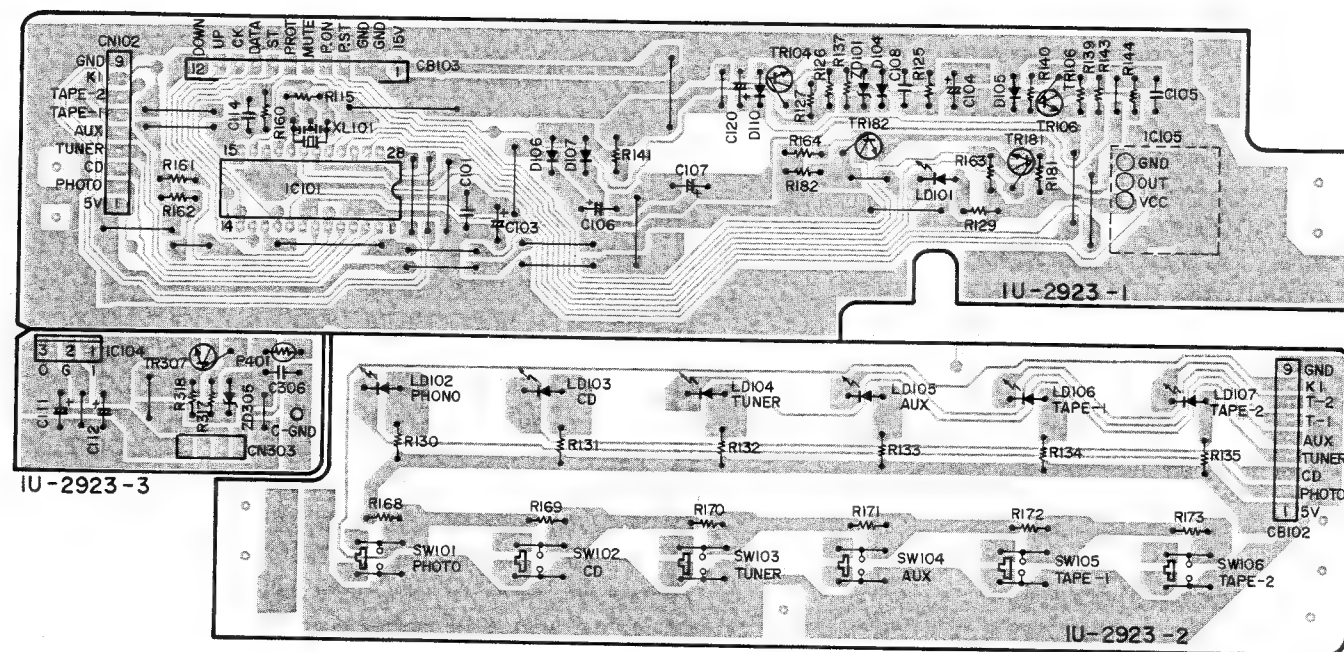 CN102
DOWN
UP
CK
DATA
ST.
PROT
MUTE
P.ON
RST
GND
GND
15V
12
1
CB103
GND 9
K1
TAPE-2
TAPE-1
AUX
TUNER
CD
PHOTO
5V 1
R161
R162
C114
R160
R115
XL101
15
28
IC101
14
1
C101
C103
D106
D107
R141
C106
C107
C120
D110
TR104
R127
R126
R137
D101
D104
C108
R125
C104
D105
R140
TR106
R139
R143
R144
C105
TR106
R164
R182
TR182
LD101
R163
TR181
R181
R129
IC105
GND
OUT
VCC
IU-2923-1
3 2 1
IC104
O G I
TR307
P401
C306
R318
R317
ZD305
C-GND
C111
C112
CN303
IU-2923-3
LD102
PHONO
LD103
CD
LD104
TUNER
LD105
AUX
LD106
TAPE-1
LD107
TAPE-2
R130
R131
R132
R133
R134
R135
9 GND
K1
T-2
T-1
AUX
TUNER
CD
PHOTO
1 5V
CB102
R168
R169
R170
R171
R172
R173
SW101
PHOTO
SW102
CD
SW103
TUNER
SW104
AUX
SW105
TAPE-1
SW106
TAPE-2
IU-2923-2